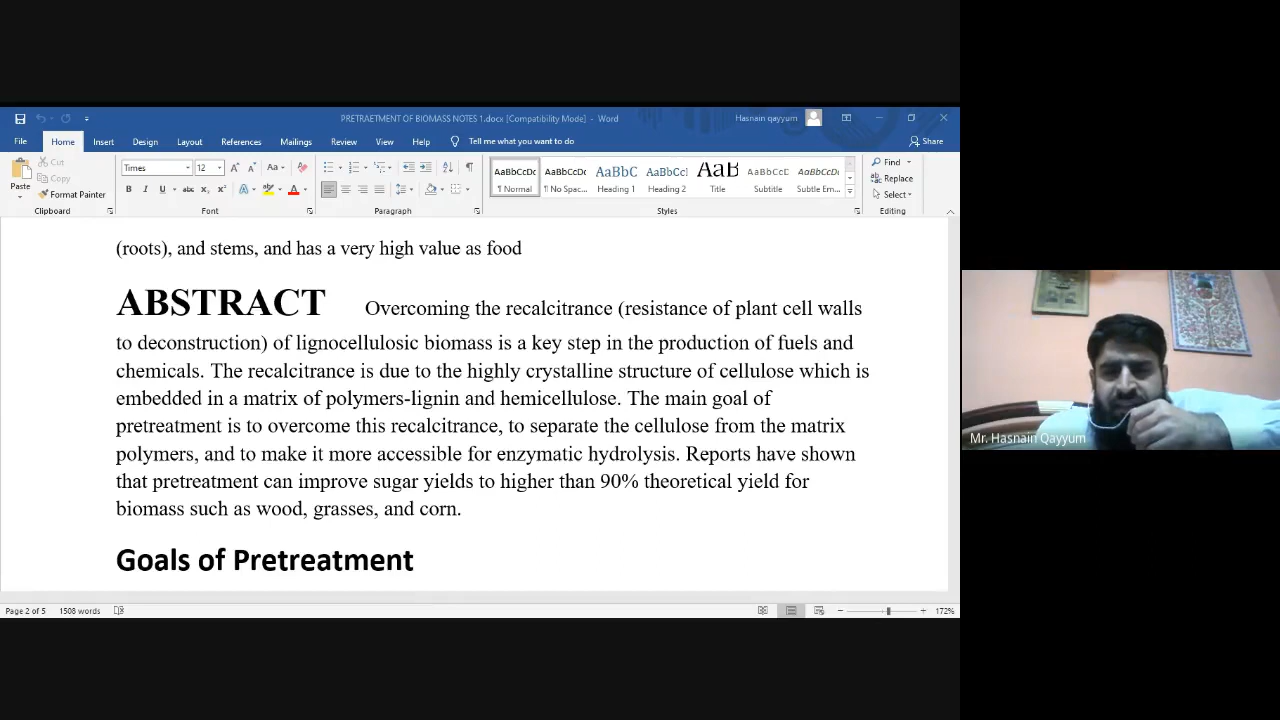 PRETRAETMENT OF BIOMASS NOTES 1.docx [Compatibility Mode] - Word
Hasnain qayyum
File Home Insert Design Layout References Mailings Review View Help Tell me what you want to do Share
Cut
Copy
Format Painter
Paste
Times 12
AaBbCcDc AaBbCcDc AaBbC AaBbCcI AaB AaBbCcD AaBbCcDc
¶ Normal ¶ No Spac... Heading 1 Heading 2 Title Subtitle Subtle Em...
Find
Replace
Select
Clipboard Font Paragraph Styles Editing
(roots), and stems, and has a very high value as food
ABSTRACT Overcoming the recalcitrance (resistance of plant cell walls
to deconstruction) of lignocellulosic biomass is a key step in the production of fuels and
chemicals. The recalcitrance is due to the highly crystalline structure of cellulose which is
embedded in a matrix of polymers-lignin and hemicellulose. The main goal of
pretreatment is to overcome this recalcitrance, to separate the cellulose from the matrix
polymers, and to make it more accessible for enzymatic hydrolysis. Reports have shown
that pretreatment can improve sugar yields to higher than 90% theoretical yield for
biomass such as wood, grasses, and corn.
Goals of Pretreatment
Page 2 of 5 1508 words 172%
Mr. Hasnain Qayyum